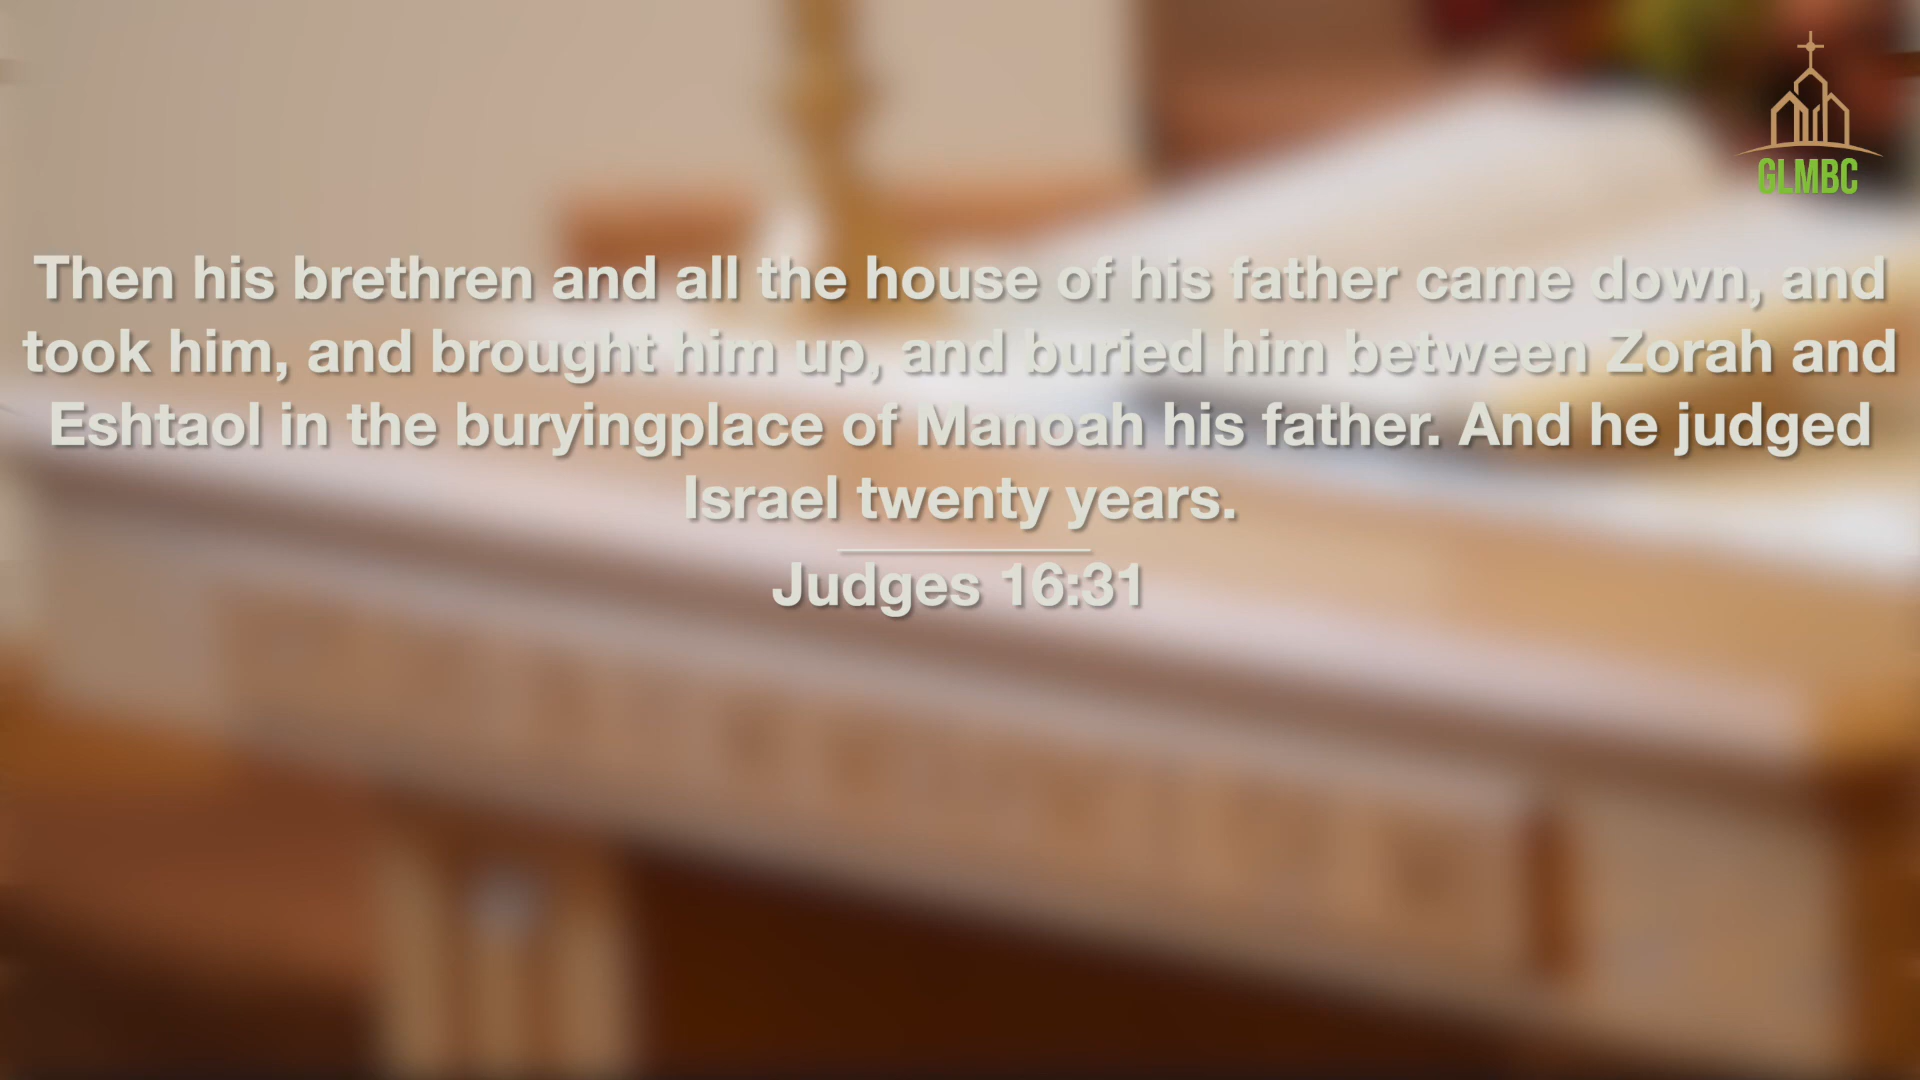 GLMBC
Then his brethren and all the house of his father came down, and
took him, and brought him up, and buried him between Zorah and
Eshtaol in the buryingplace of Manoah his father. And he judged
Israel twenty years.
Judges 16:31